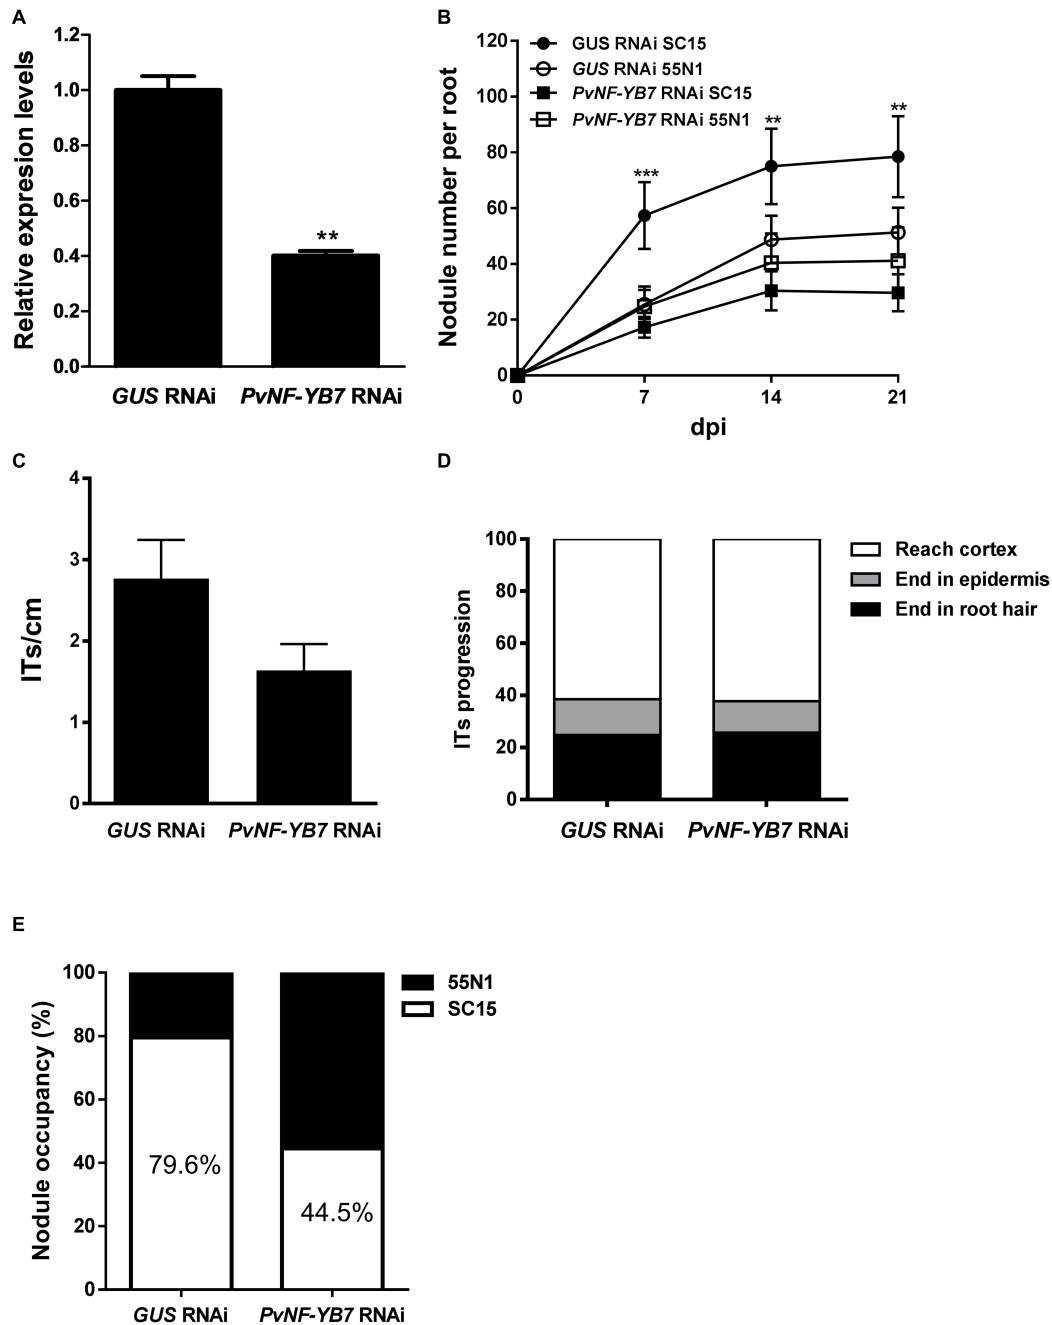 A
Relative expresion levels
1.2
1.0
0.8
0.6
0.4
0.2
0.0
**
GUS RNAi
PvNF-YB7 RNAi
B
Nodule number per root
120
100
80
60
40
20
0
GUS RNAi SC15
GUS RNAi 55N1
PvNF-YB7 RNAi SC15
PvNF-YB7 RNAi 55N1
***
**
**
0
7
14
21
dpi
C
ITs/cm
4
3
2
1
0
GUS RNAi
PvNF-YB7 RNAi
D
ITs progression
100
80
60
40
20
0
Reach cortex
End in epidermis
End in root hair
GUS RNAi
PvNF-YB7 RNAi
E
Nodule occupancy (%)
100
80
60
40
20
0
79.6%
44.5%
55N1
SC15
GUS RNAi
PvNF-YB7 RNAi